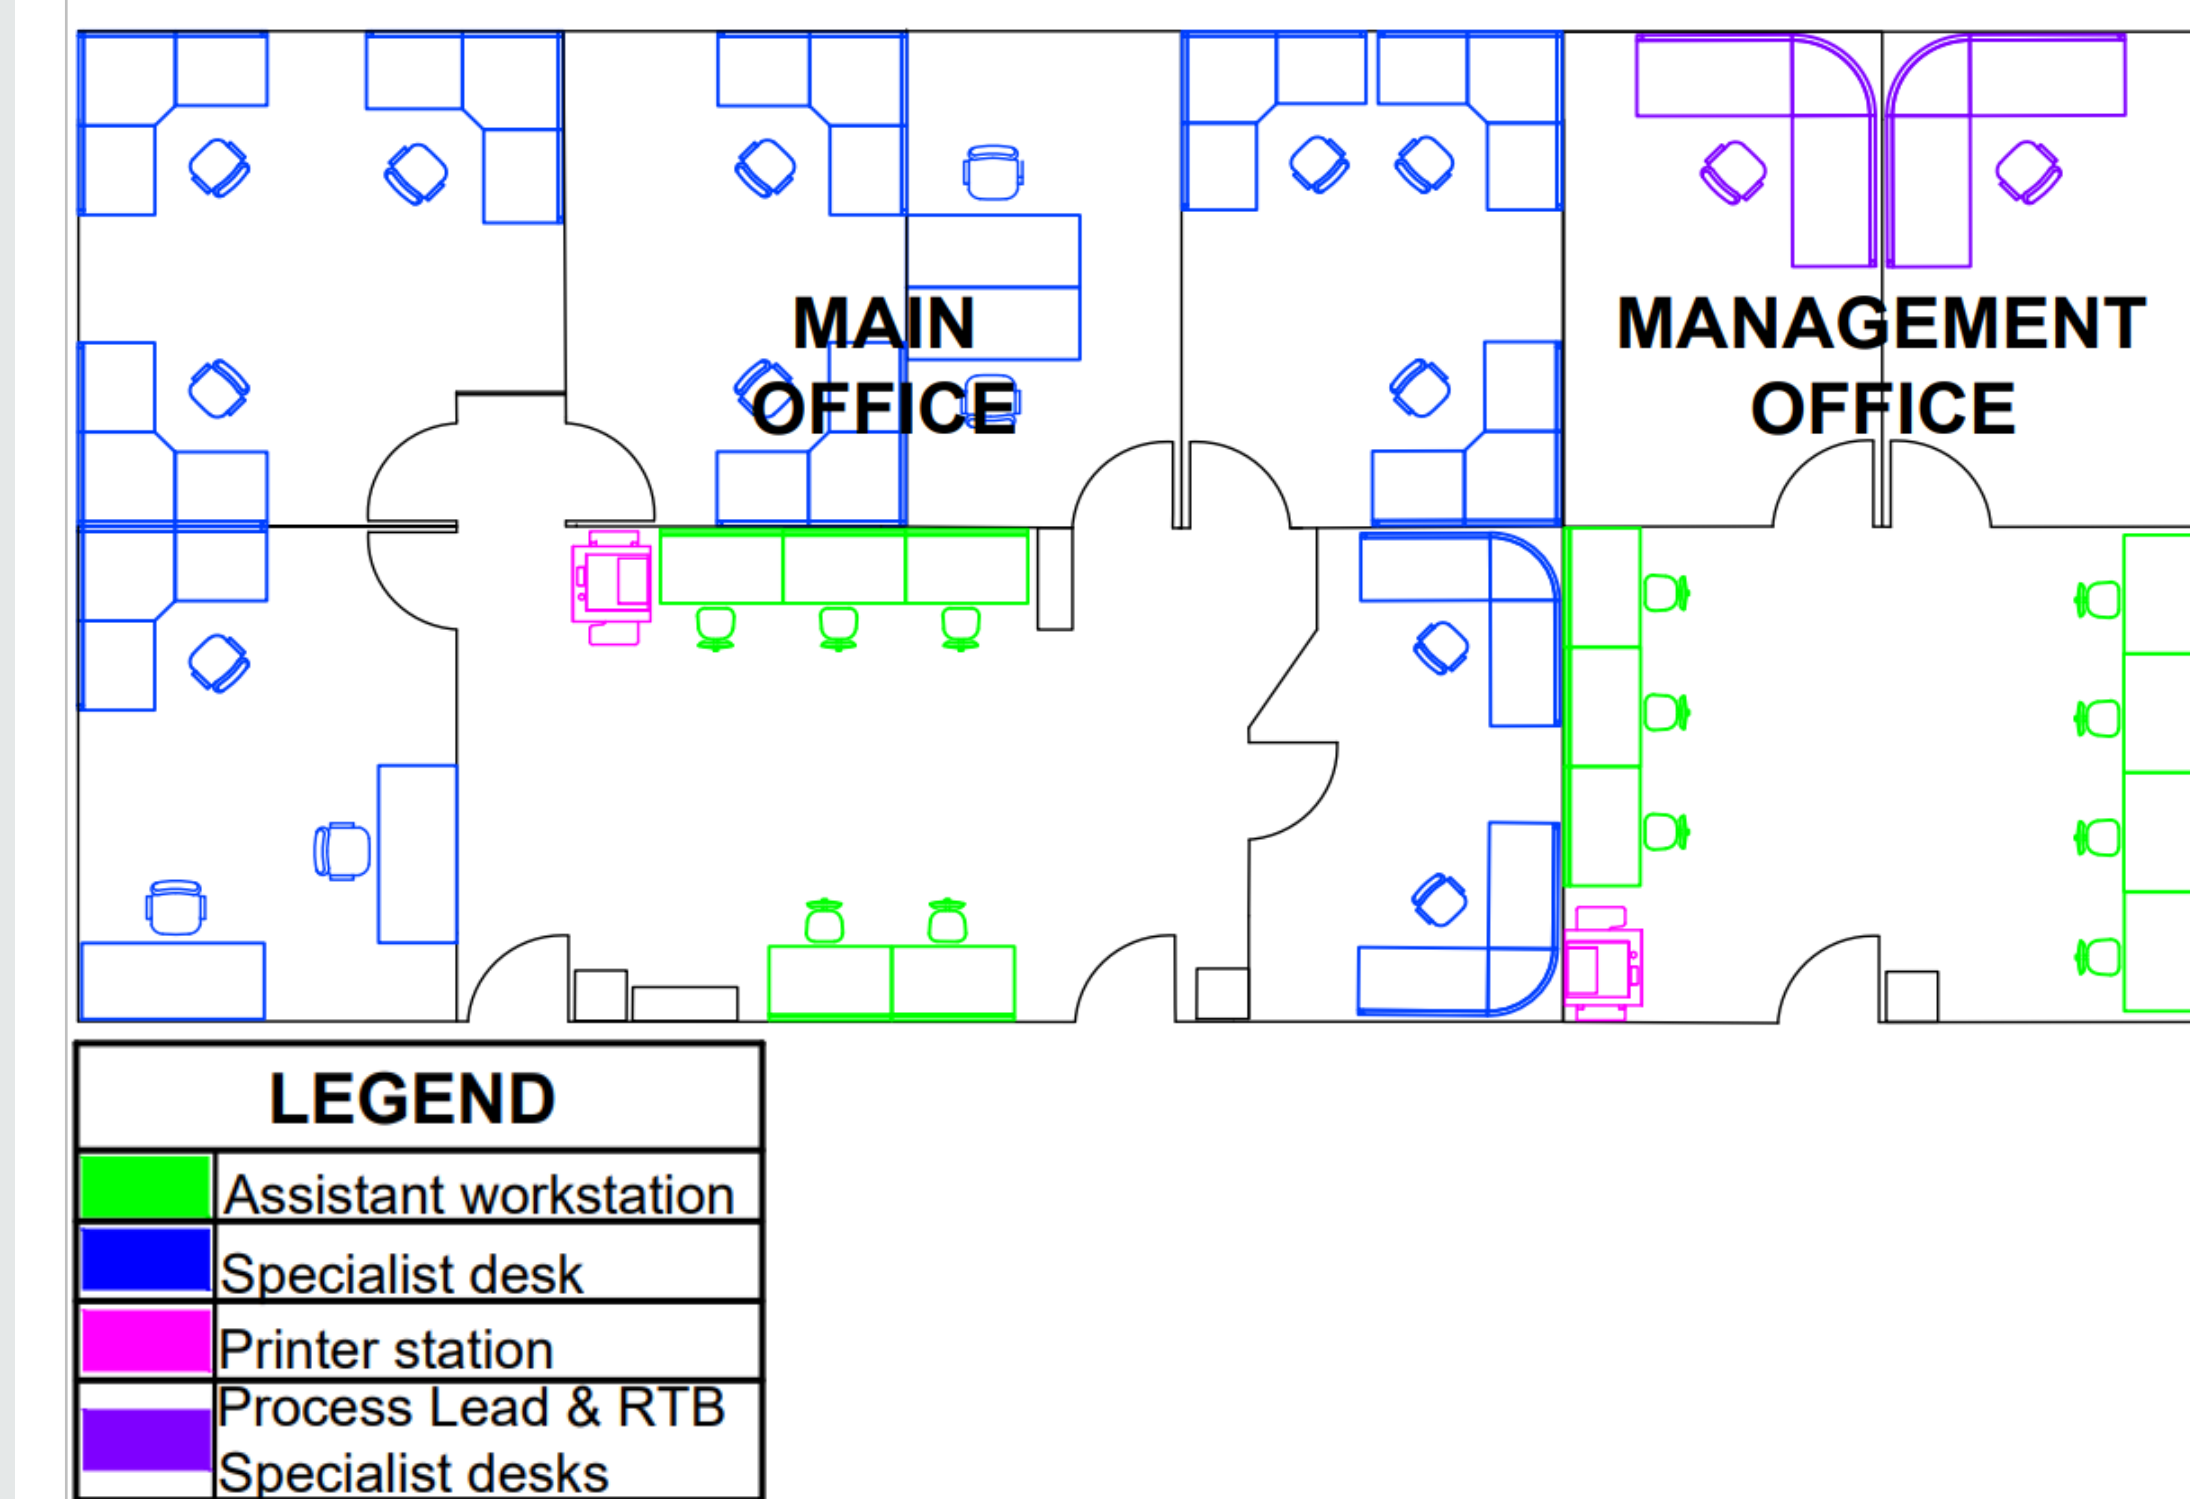 MAIN
OFFICE
MANAGEMENT
OFFICE
LEGEND
Assistant workstation
Specialist desk
Printer station
Process Lead & RTB
Specialist desks